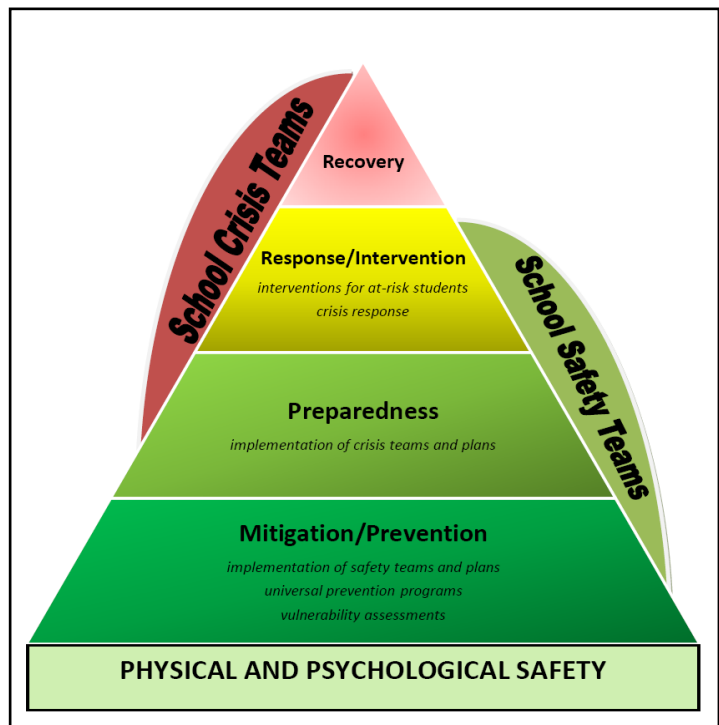 School Crisis Teams
Recovery
Response/Intervention
interventions for at-risk students
crisis response
School Safety Teams
Preparedness
implementation of crisis teams and plans
Mitigation/Prevention
implementation of safety teams and plans
universal prevention programs
vulnerability assessments
PHYSICAL AND PSYCHOLOGICAL SAFETY